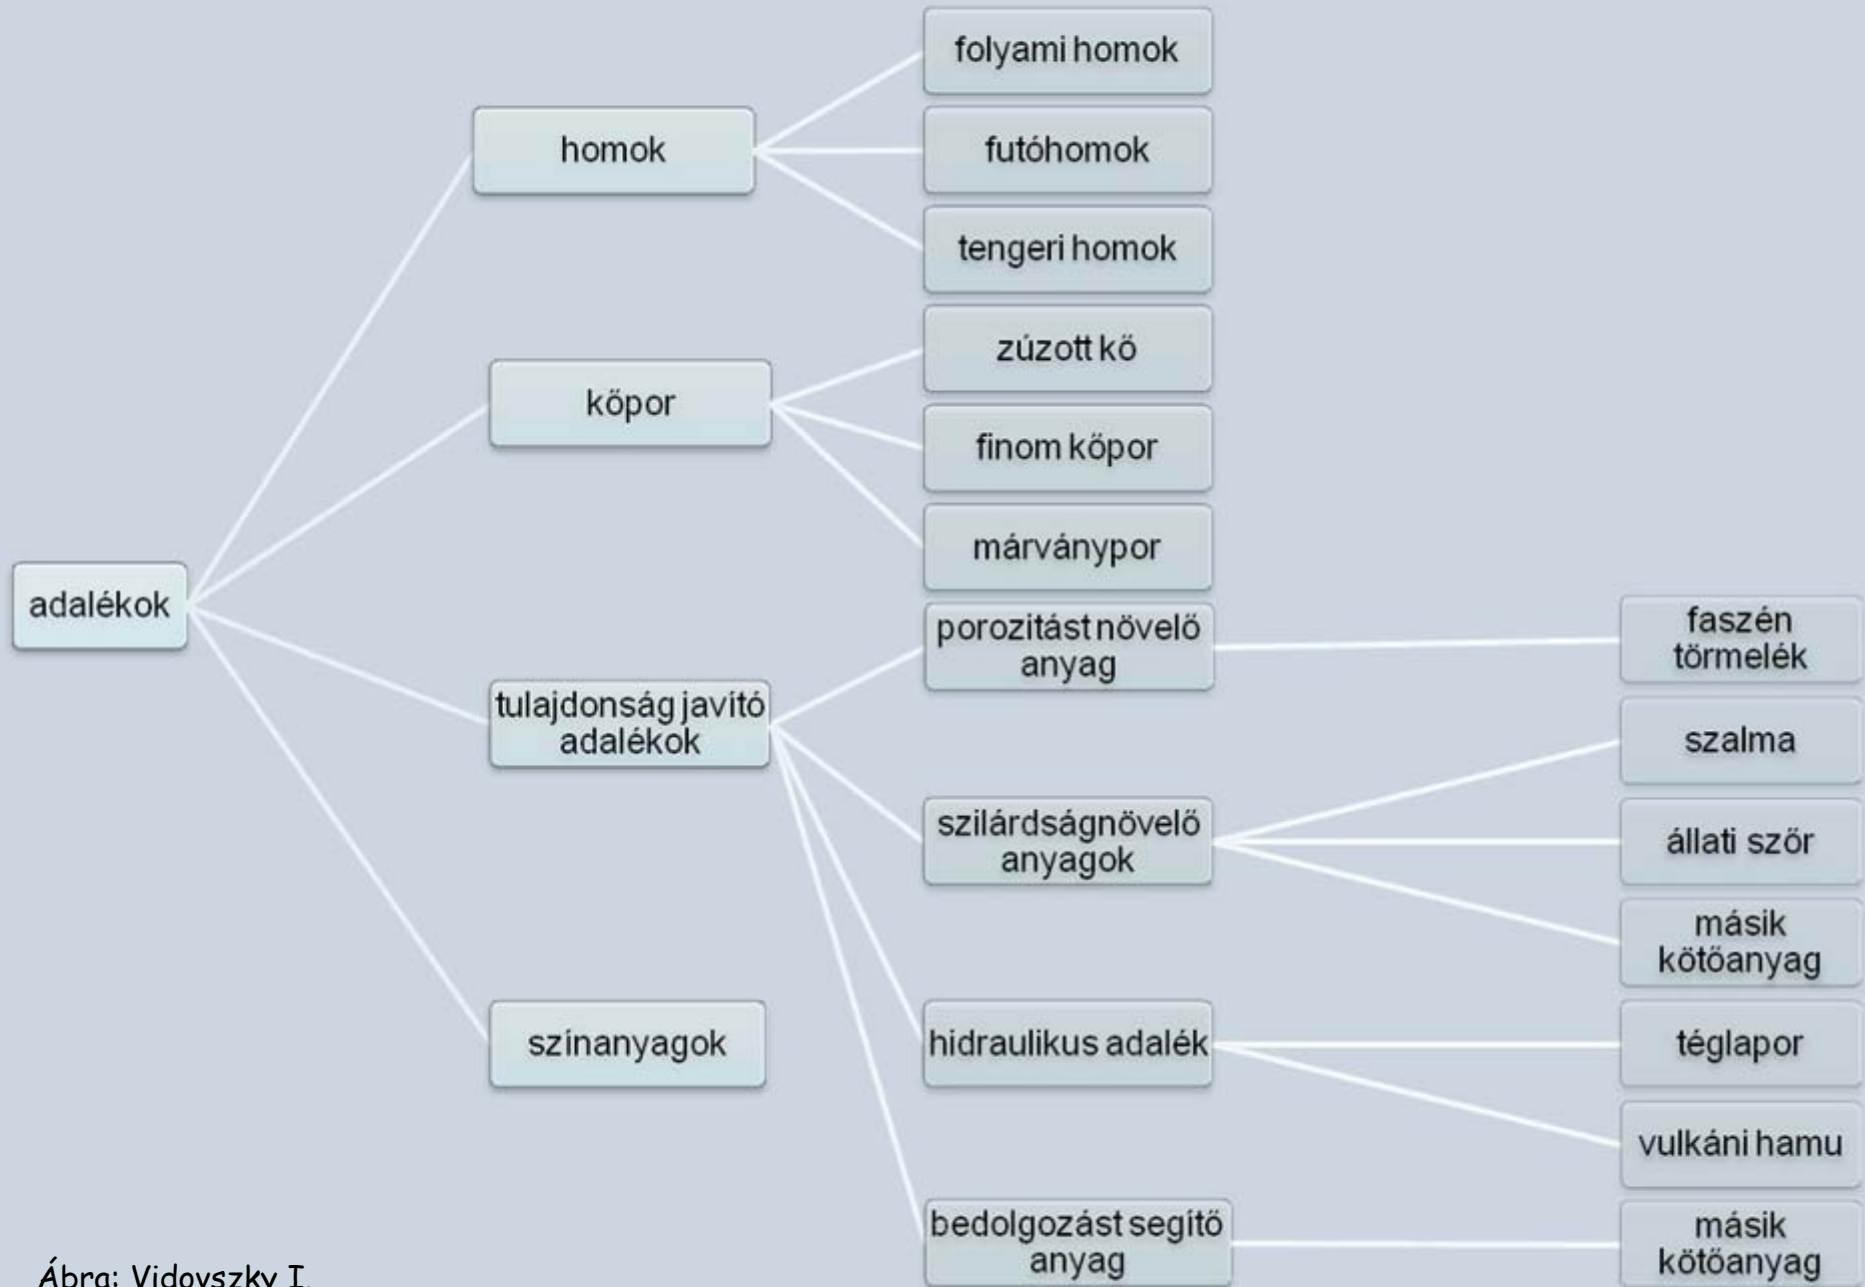 folyami homok
homok
futóhomok
tengeri homok
zúzott kő
kőpor
finom kőpor
márványpor
adalékok
porozitást növelő
anyag
faszén
törmelék
tulajdonság javító
adalékok
szalma
szilárdságnövelő
anyagok
állati szőr
másik
kötőanyag
színanyagok
hidraulikus adalék
téglapor
vulkáni hamu
bedolgozást segítő
anyag
másik
kötőanyag
Ábra: Vidovszky I.